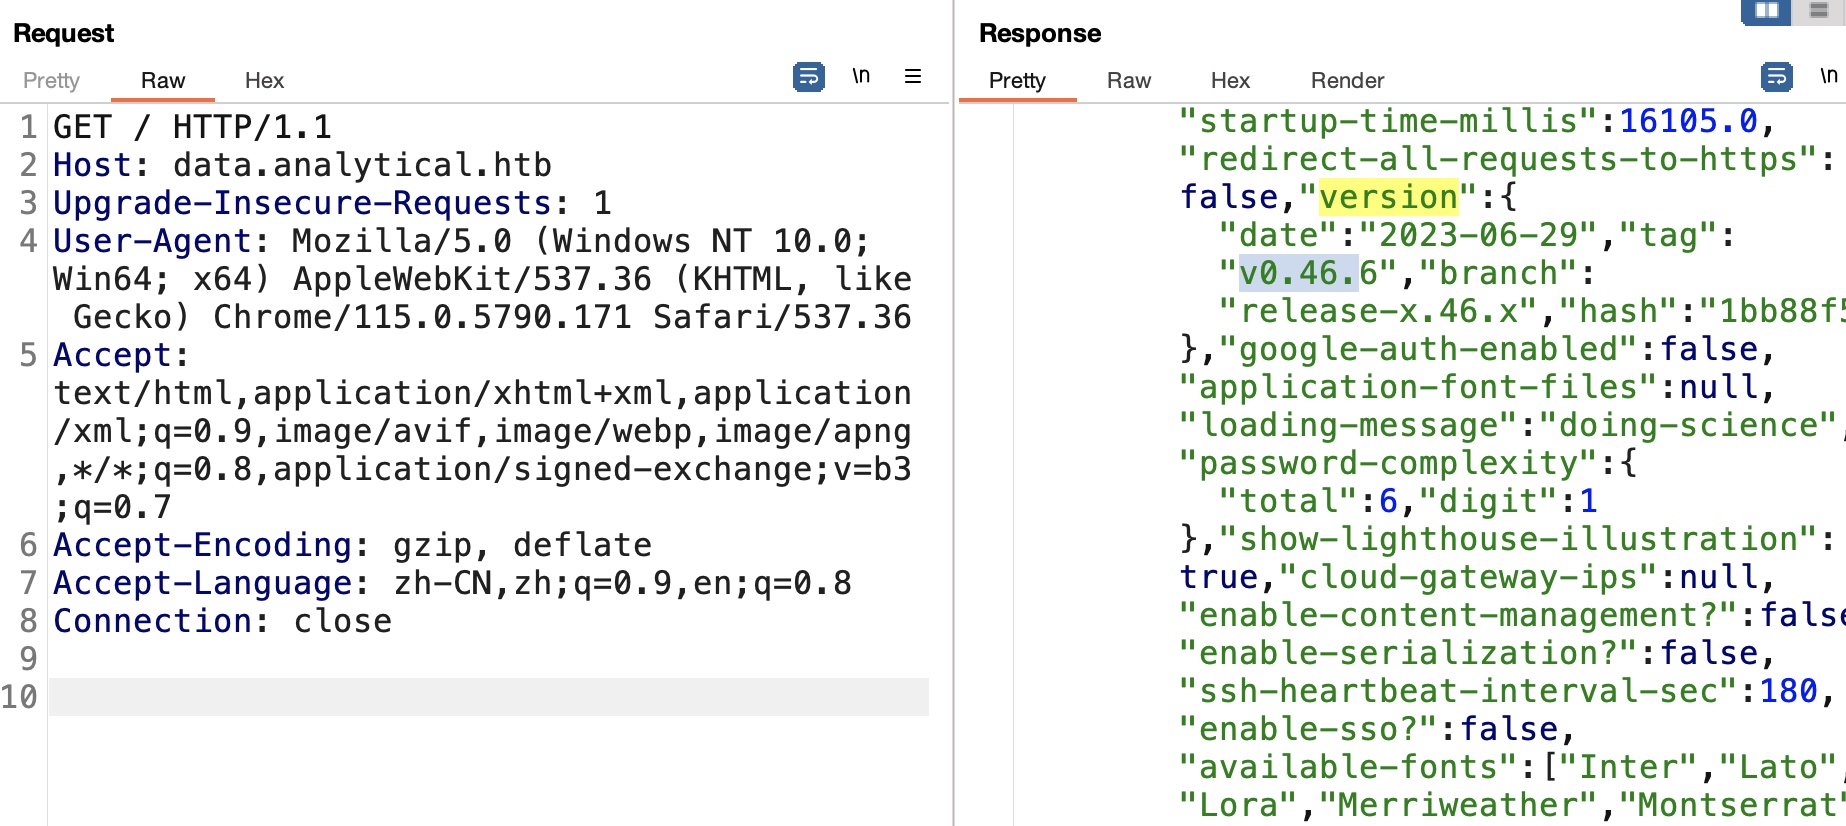 Request
Pretty Raw Hex
\n
1 GET / HTTP/1.1
2 Host: data.analytical.htb
3 Upgrade-Insecure-Requests: 1
4 User-Agent: Mozilla/5.0 (Windows NT 10.0;
Win64; x64) AppleWebKit/537.36 (KHTML, like
Gecko) Chrome/115.0.5790.171 Safari/537.36
5 Accept:
text/html,application/xhtml+xml,application
/xml;q=0.9,image/avif,image/webp,image/apng
,*/*;q=0.8,application/signed-exchange;v=b3
;q=0.7
6 Accept-Encoding: gzip, deflate
7 Accept-Language: zh-CN,zh;q=0.9,en;q=0.8
8 Connection: close
9
10
Response
Pretty Raw Hex Render
\n
"startup-time-millis":16105.0,
"redirect-all-requests-to-https":
false,"version":{
"date":"2023-06-29","tag":
"v0.46.6","branch":
"release-x.46.x","hash":"1bb88f5
},"google-auth-enabled":false,
"application-font-files":null,
"loading-message":"doing-science",
"password-complexity":{
"total":6,"digit":1
},"show-lighthouse-illustration":
true,"cloud-gateway-ips":null,
"enable-content-management?":false
"enable-serialization?":false,
"ssh-heartbeat-interval-sec":180,
"enable-sso?":false,
"available-fonts":["Inter","Lato",
"Lora","Merriweather","Montserrat"